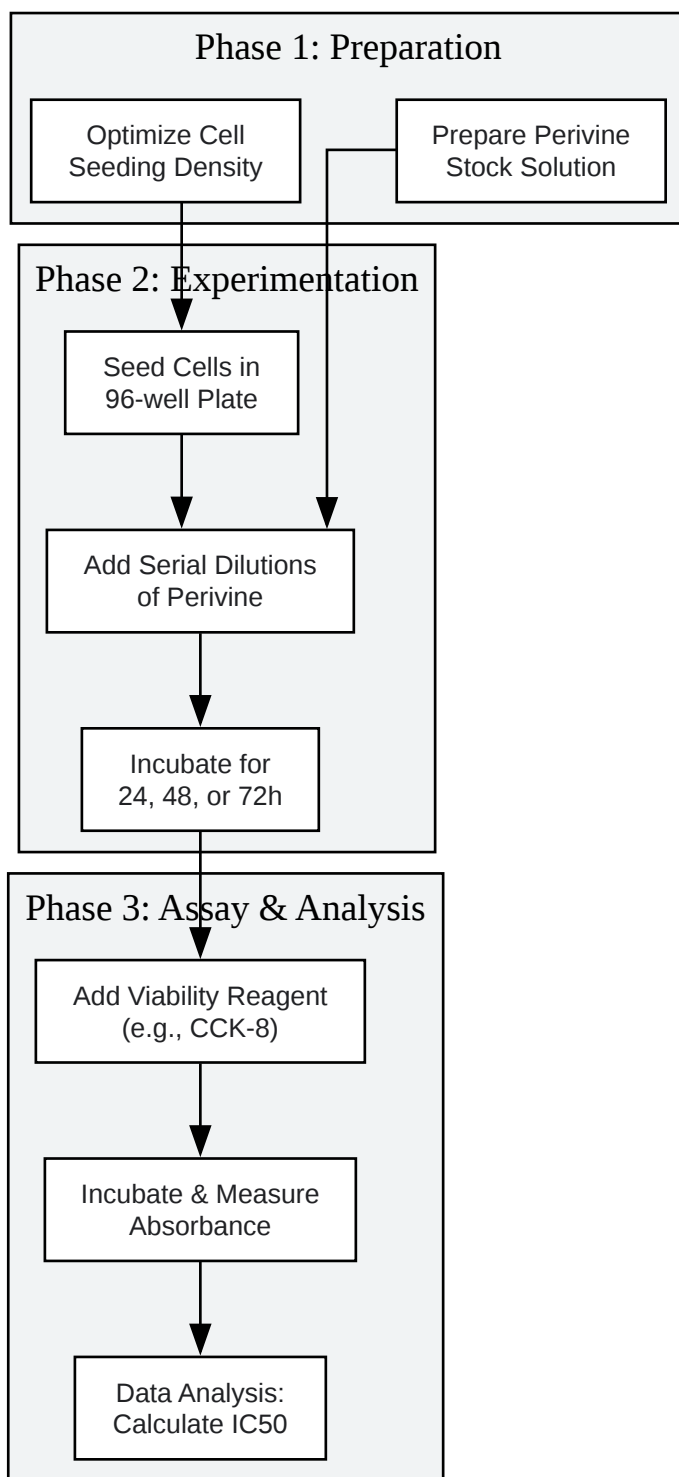 Phase 1: Preparation
Optimize Cell
Seeding Density
Prepare Perivine
Stock Solution
Phase 2: Experimentation
Seed Cells in
96-well Plate
Add Serial Dilutions
of Perivine
Incubate for
24, 48, or 72h
Phase 3: Assay & Analysis
Add Viability Reagent
(e.g., CCK-8)
Incubate & Measure
Absorbance
Data Analysis:
Calculate IC50